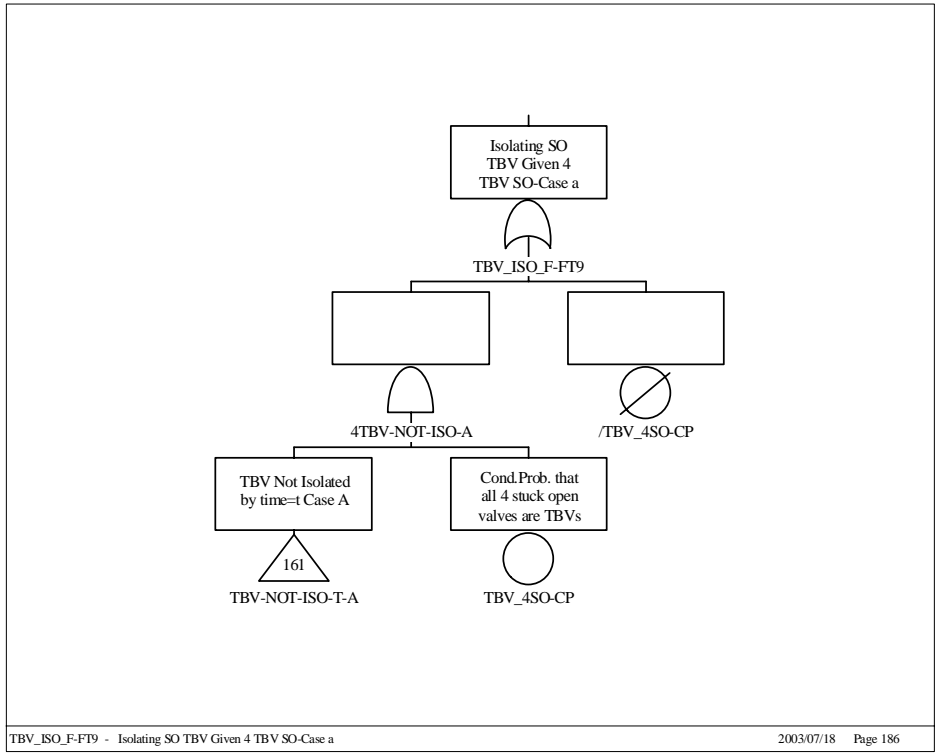 Isolating SO
TBV Given 4
TBV SO-Case a
TBV_ISO_F-FT9
4TBV-NOT-ISO-A
/TBV_4SO-CP
TBV Not Isolated
by time=t Case A
Cond.Prob. that
all 4 stuck open
valves are TBVs
161
TBV-NOT-ISO-T-A
TBV_4SO-CP
TBV_ISO_F-FT9 - Isolating SO TBV Given 4 TBV SO-Case a
2003/07/18 Page 186